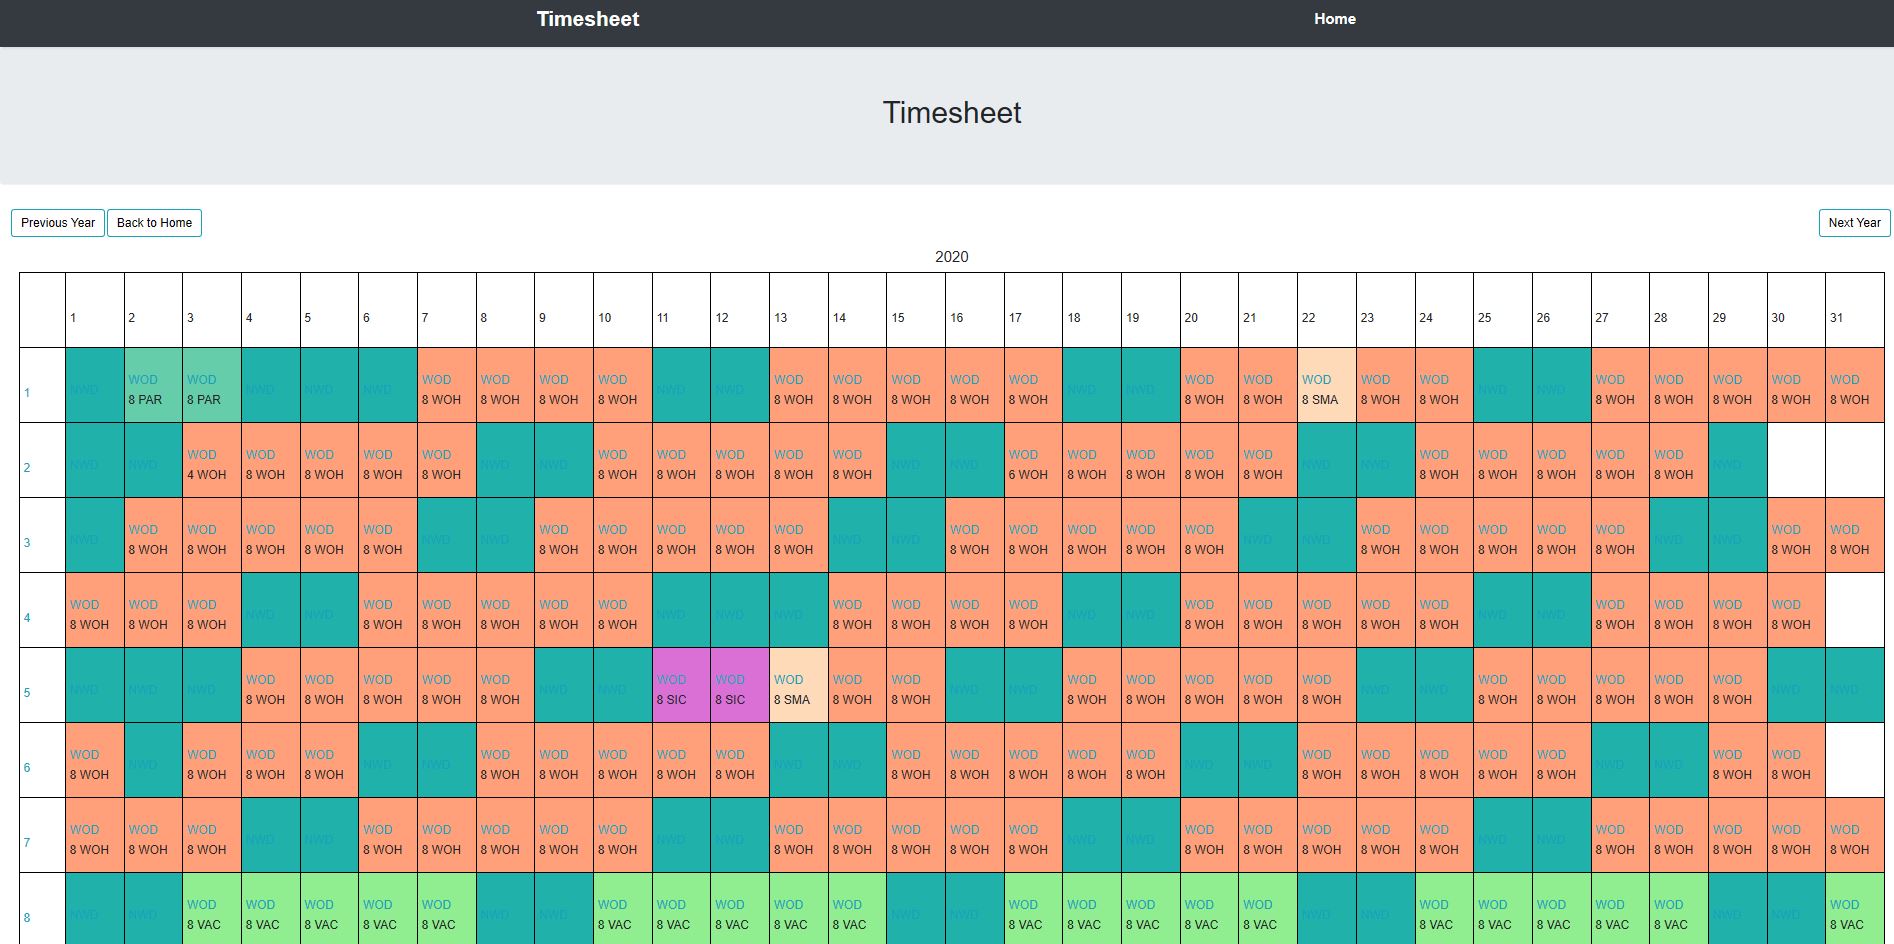 Timesheet Home
Timesheet
Previous Year Back to Home Next Year
2020
1 2 3 4 5 6 7 8 9 10 11 12 13 14 15 16 17 18 19 20 21 22 23 24 25 26 27 28 29 30 31
1 NWD WOD WOD NWD NWD NWD WOD WOD WOD WOD NWD NWD WOD WOD WOD WOD WOD NWD NWD WOD WOD WOD WOD WOD NWD NWD WOD WOD WOD WOD WOD
8 PAR 8 PAR 8 WOH 8 WOH 8 WOH 8 WOH 8 WOH 8 WOH 8 WOH 8 WOH 8 WOH 8 WOH 8 WOH 8 SMA 8 WOH 8 WOH 8 WOH 8 WOH 8 WOH 8 WOH 8 WOH
2 NWD NWD WOD WOD WOD WOD WOD NWD NWD WOD WOD WOD WOD WOD NWD NWD WOD WOD WOD WOD WOD NWD NWD WOD WOD WOD WOD WOD NWD
4 WOH 8 WOH 8 WOH 8 WOH 8 WOH 8 WOH 8 WOH 8 WOH 8 WOH 8 WOH 6 WOH 8 WOH 8 WOH 8 WOH 8 WOH 8 WOH 8 WOH 8 WOH 8 WOH 8 WOH
3 NWD WOD WOD WOD WOD WOD NWD NWD WOD WOD WOD WOD WOD NWD NWD WOD WOD WOD WOD WOD NWD NWD WOD WOD WOD WOD WOD NWD NWD WOD WOD
8 WOH 8 WOH 8 WOH 8 WOH 8 WOH 8 WOH 8 WOH 8 WOH 8 WOH 8 WOH 8 WOH 8 WOH 8 WOH 8 WOH 8 WOH 8 WOH 8 WOH 8 WOH 8 WOH 8 WOH 8 WOH 8 WOH
4 WOD WOD WOD NWD NWD WOD WOD WOD WOD WOD NWD NWD NWD WOD WOD WOD WOD NWD NWD WOD WOD WOD WOD WOD NWD NWD WOD WOD WOD WOD
8 WOH 8 WOH 8 WOH 8 WOH 8 WOH 8 WOH 8 WOH 8 WOH 8 WOH 8 WOH 8 WOH 8 WOH 8 WOH 8 WOH 8 WOH 8 WOH 8 WOH 8 WOH 8 WOH 8 WOH 8 WOH
5 NWD NWD NWD WOD WOD WOD WOD WOD NWD NWD WOD WOD WOD WOD WOD NWD NWD WOD WOD WOD WOD WOD NWD NWD WOD WOD WOD WOD WOD NWD NWD
8 WOH 8 WOH 8 WOH 8 WOH 8 WOH 8 SIC 8 SIC 8 SMA 8 WOH 8 WOH 8 WOH 8 WOH 8 WOH 8 WOH 8 WOH 8 WOH 8 WOH 8 WOH 8 WOH 8 WOH
6 WOD NWD WOD WOD WOD NWD NWD WOD WOD WOD WOD WOD NWD NWD WOD WOD WOD WOD WOD NWD NWD WOD WOD WOD WOD WOD NWD NWD WOD WOD
8 WOH 8 WOH 8 WOH 8 WOH 8 WOH 8 WOH 8 WOH 8 WOH 8 WOH 8 WOH 8 WOH 8 WOH 8 WOH 8 WOH 8 WOH 8 WOH 8 WOH 8 WOH 8 WOH 8 WOH 8 WOH
7 WOD WOD WOD NWD NWD WOD WOD WOD WOD WOD NWD NWD WOD WOD WOD WOD WOD NWD NWD WOD WOD WOD WOD WOD NWD NWD WOD WOD WOD WOD WOD
8 WOH 8 WOH 8 WOH 8 WOH 8 WOH 8 WOH 8 WOH 8 WOH 8 WOH 8 WOH 8 WOH 8 WOH 8 WOH 8 WOH 8 WOH 8 WOH 8 WOH 8 WOH 8 WOH 8 WOH 8 WOH 8 WOH 8 WOH
8 NWD NWD WOD WOD WOD WOD WOD NWD NWD WOD WOD WOD WOD WOD NWD NWD WOD WOD WOD WOD WOD NWD NWD WOD WOD WOD WOD WOD NWD NWD WOD
8 VAC 8 VAC 8 VAC 8 VAC 8 VAC 8 VAC 8 VAC 8 VAC 8 VAC 8 VAC 8 VAC 8 VAC 8 VAC 8 VAC 8 VAC 8 VAC 8 VAC 8 VAC 8 VAC 8 VAC 8 VAC